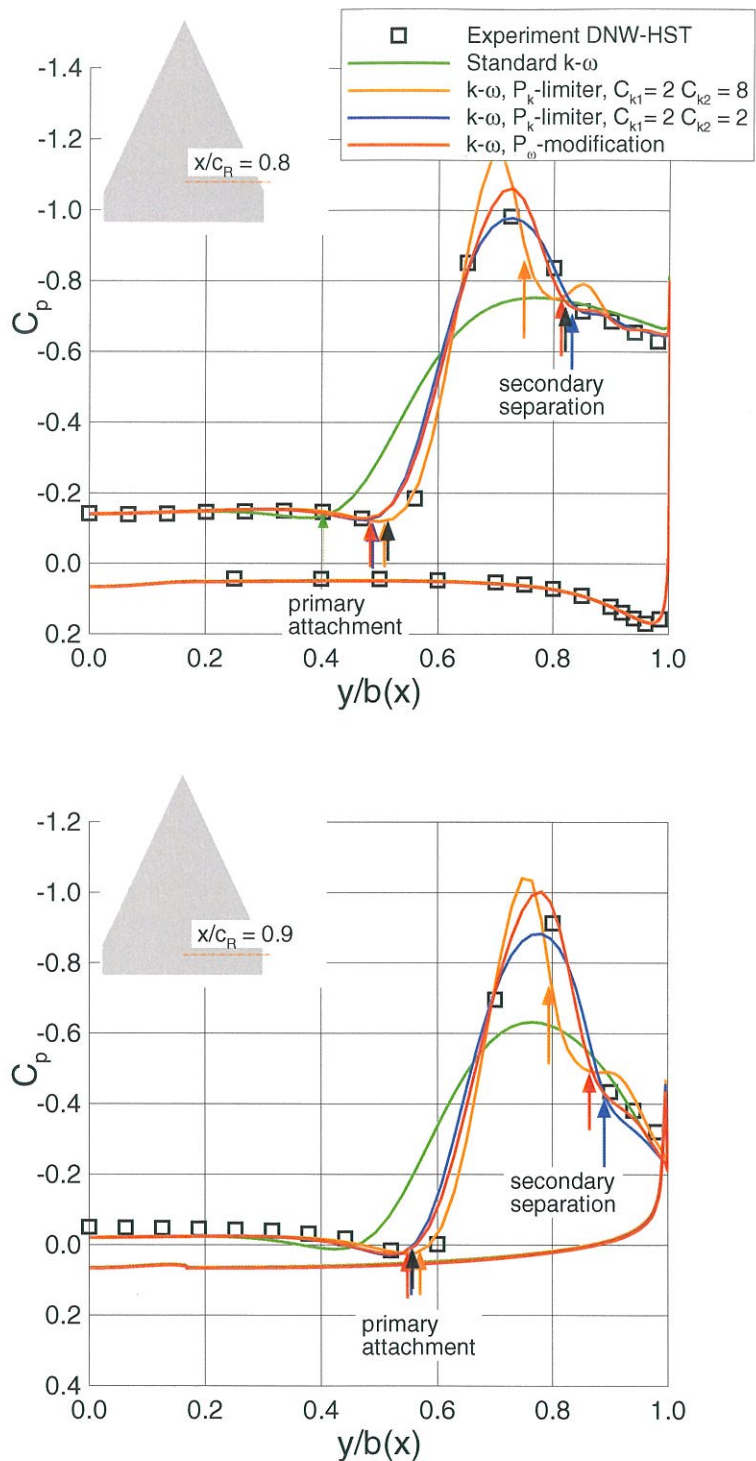 Experiment DNW-HST
Standard k-ω
k-ω, Pk-limiter, Ck1= 2 Ck2 = 8
k-ω, Pk-limiter, Ck1= 2 Ck2 = 2
k-ω, Pω-modification
x/cR = 0.8
-1.4
-1.2
-1.0
-0.8
-0.6
-0.4
-0.2
0.0
0.2
Cp
secondary
separation
primary
attachment
0.0 0.2 0.4 0.6 0.8 1.0
y/b(x)
x/cR = 0.9
-1.2
-1.0
-0.8
-0.6
-0.4
-0.2
0.0
0.2
0.4
Cp
secondary
separation
primary
attachment
0.0 0.2 0.4 0.6 0.8 1.0
y/b(x)